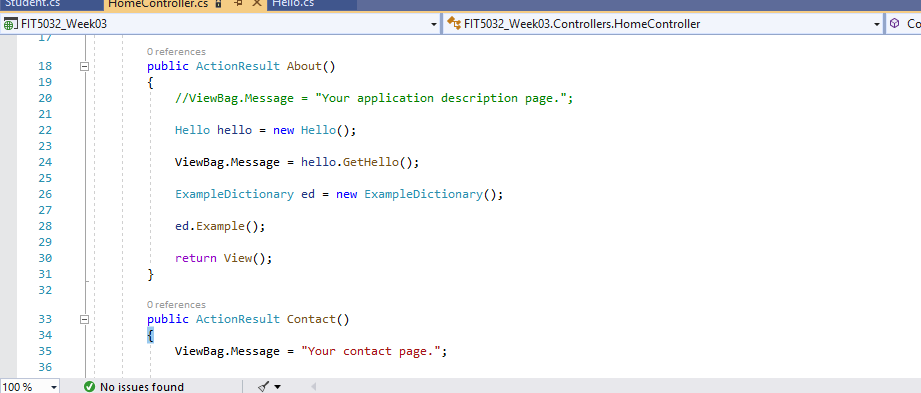 Student.cs HomeController.cs Hello.cs
FIT5032_Week03 FIT5032_Week03.Controllers.HomeController Co
17
0 references
18 public ActionResult About()
19 {
20 //ViewBag.Message = "Your application description page.";
21
22 Hello hello = new Hello();
23
24 ViewBag.Message = hello.GetHello();
25
26 ExampleDictionary ed = new ExampleDictionary();
27
28 ed.Example();
29
30 return View();
31 }
32
0 references
33 public ActionResult Contact()
34 {
35 ViewBag.Message = "Your contact page.";
36
100 % No issues found